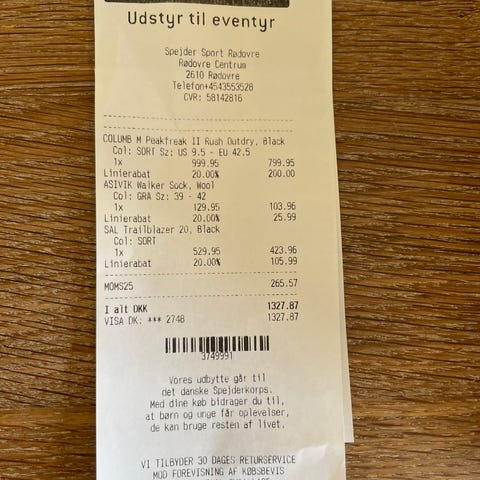 Udstyr til eventyr
Spejder Sport Rødovre
Rødovre Centrum
2610 Rødovre
Telefon+4543553528
CVR: 58142816
COLUMB M Peakfreak II Rush Outdry, Black
Col: SORT Sz: US 9.5 - EU 42.5
1x 999.95 799.95
Linierabat 20.00% 200.00
ASIVIK Walker Sock, Wool
Col: GRA Sz: 39 - 42
1x 129.95 103.96
Linierabat 20.00% 25.99
SAL Trailblazer 20, Black
Col: SORT
1x 529.95 423.96
Linierabat 20.00% 105.99
MOMS25 265.57
I alt DKK 1327.87
VISA DK: *** 2748 1327.87
3749991
Vores udbytte går til
det danske Spejderkorps.
Med dine køb bidrager du til,
at børn og unge får oplevelser,
de kan bruge resten af livet.
VI TILBYDER 30 DAGES RETURSERVICE
MOD FOREVISNING AF KØBSBEVIS